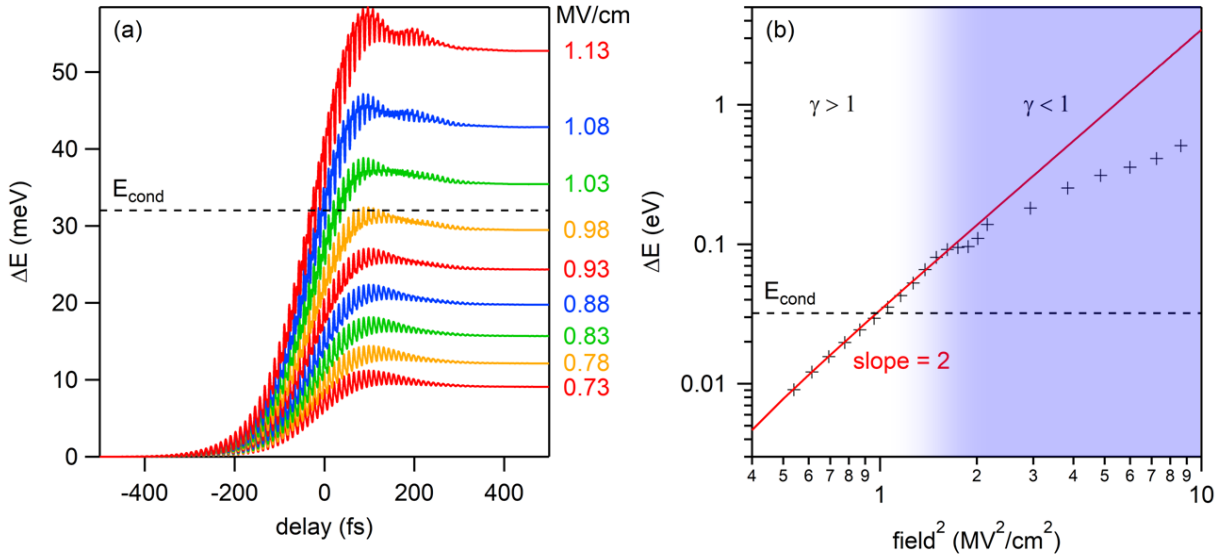 (a)
MV/cm
1.13
1.08
1.03
0.98
0.93
0.88
0.83
0.78
0.73
E_cond
ΔE (meV)
50
40
30
20
10
0
-400 -200 0 200 400
delay (fs)
(b)
γ > 1
γ < 1
ΔE (eV)
1
0.1
0.01
E_cond
slope = 2
4 5 6 7 8 9 1 2 3 4 5 6 7 8 9 10
field² (MV²/cm²)